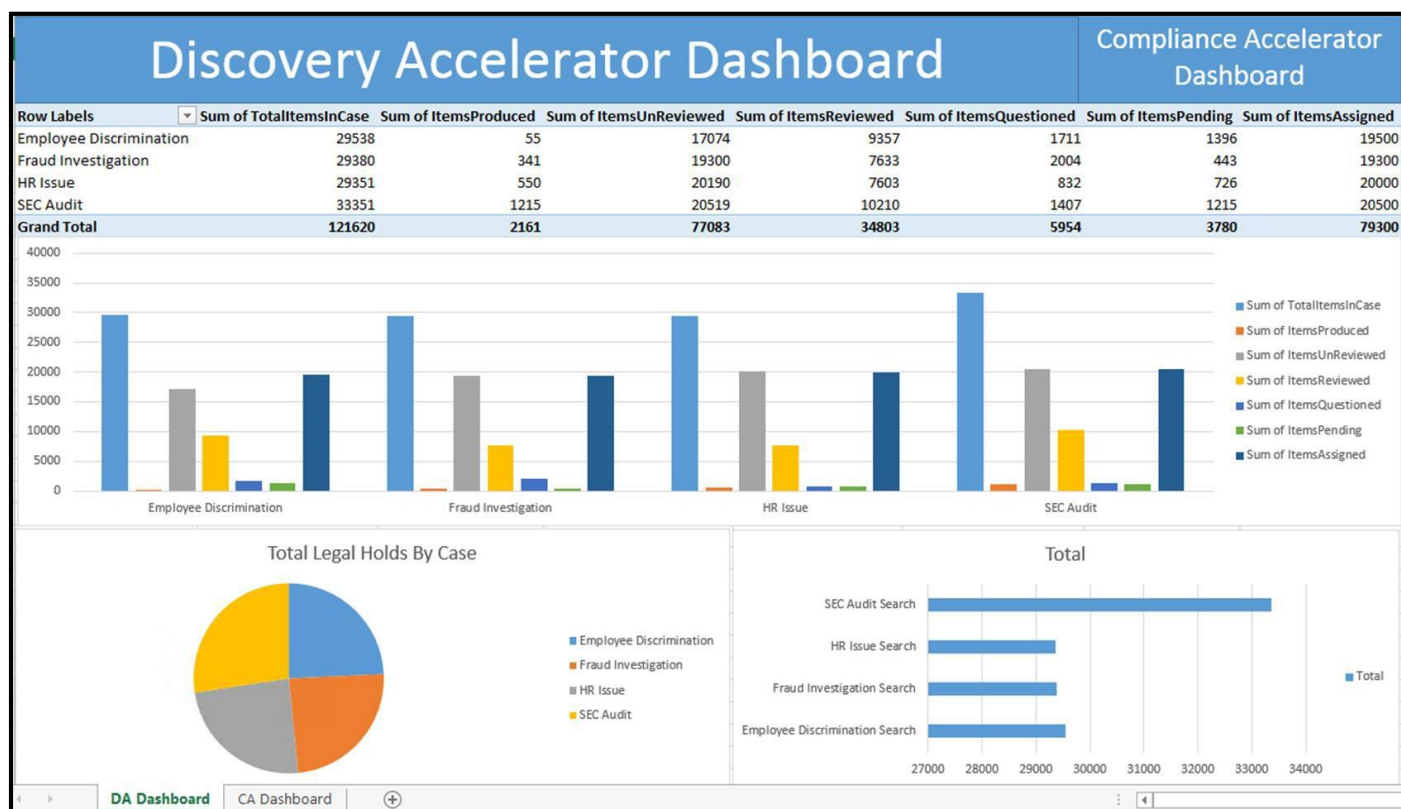 Discovery Accelerator Dashboard
Compliance Accelerator
Dashboard
Row Labels Sum of TotalItemsInCase Sum of ItemsProduced Sum of ItemsUnReviewed Sum of ItemsReviewed Sum of ItemsQuestioned Sum of ItemsPending Sum of ItemsAssigned
Employee Discrimination 29538 55 17074 9357 1711 1396 19500
Fraud Investigation 29380 341 19300 7633 2004 443 19300
HR Issue 29351 550 20190 7603 832 726 20000
SEC Audit 33351 1215 20519 10210 1407 1215 20500
Grand Total 121620 2161 77083 34803 5954 3780 79300
40000
35000
30000
25000
20000
15000
10000
5000
0
Employee Discrimination Fraud Investigation HR Issue SEC Audit
Sum of TotalItemsInCase
Sum of ItemsProduced
Sum of ItemsUnReviewed
Sum of ItemsReviewed
Sum of ItemsQuestioned
Sum of ItemsPending
Sum of ItemsAssigned
Total Legal Holds By Case
Employee Discrimination
Fraud Investigation
HR Issue
SEC Audit
Total
SEC Audit Search
HR Issue Search
Fraud Investigation Search
Employee Discrimination Search
27000 28000 29000 30000 31000 32000 33000 34000
Total
DA Dashboard CA Dashboard